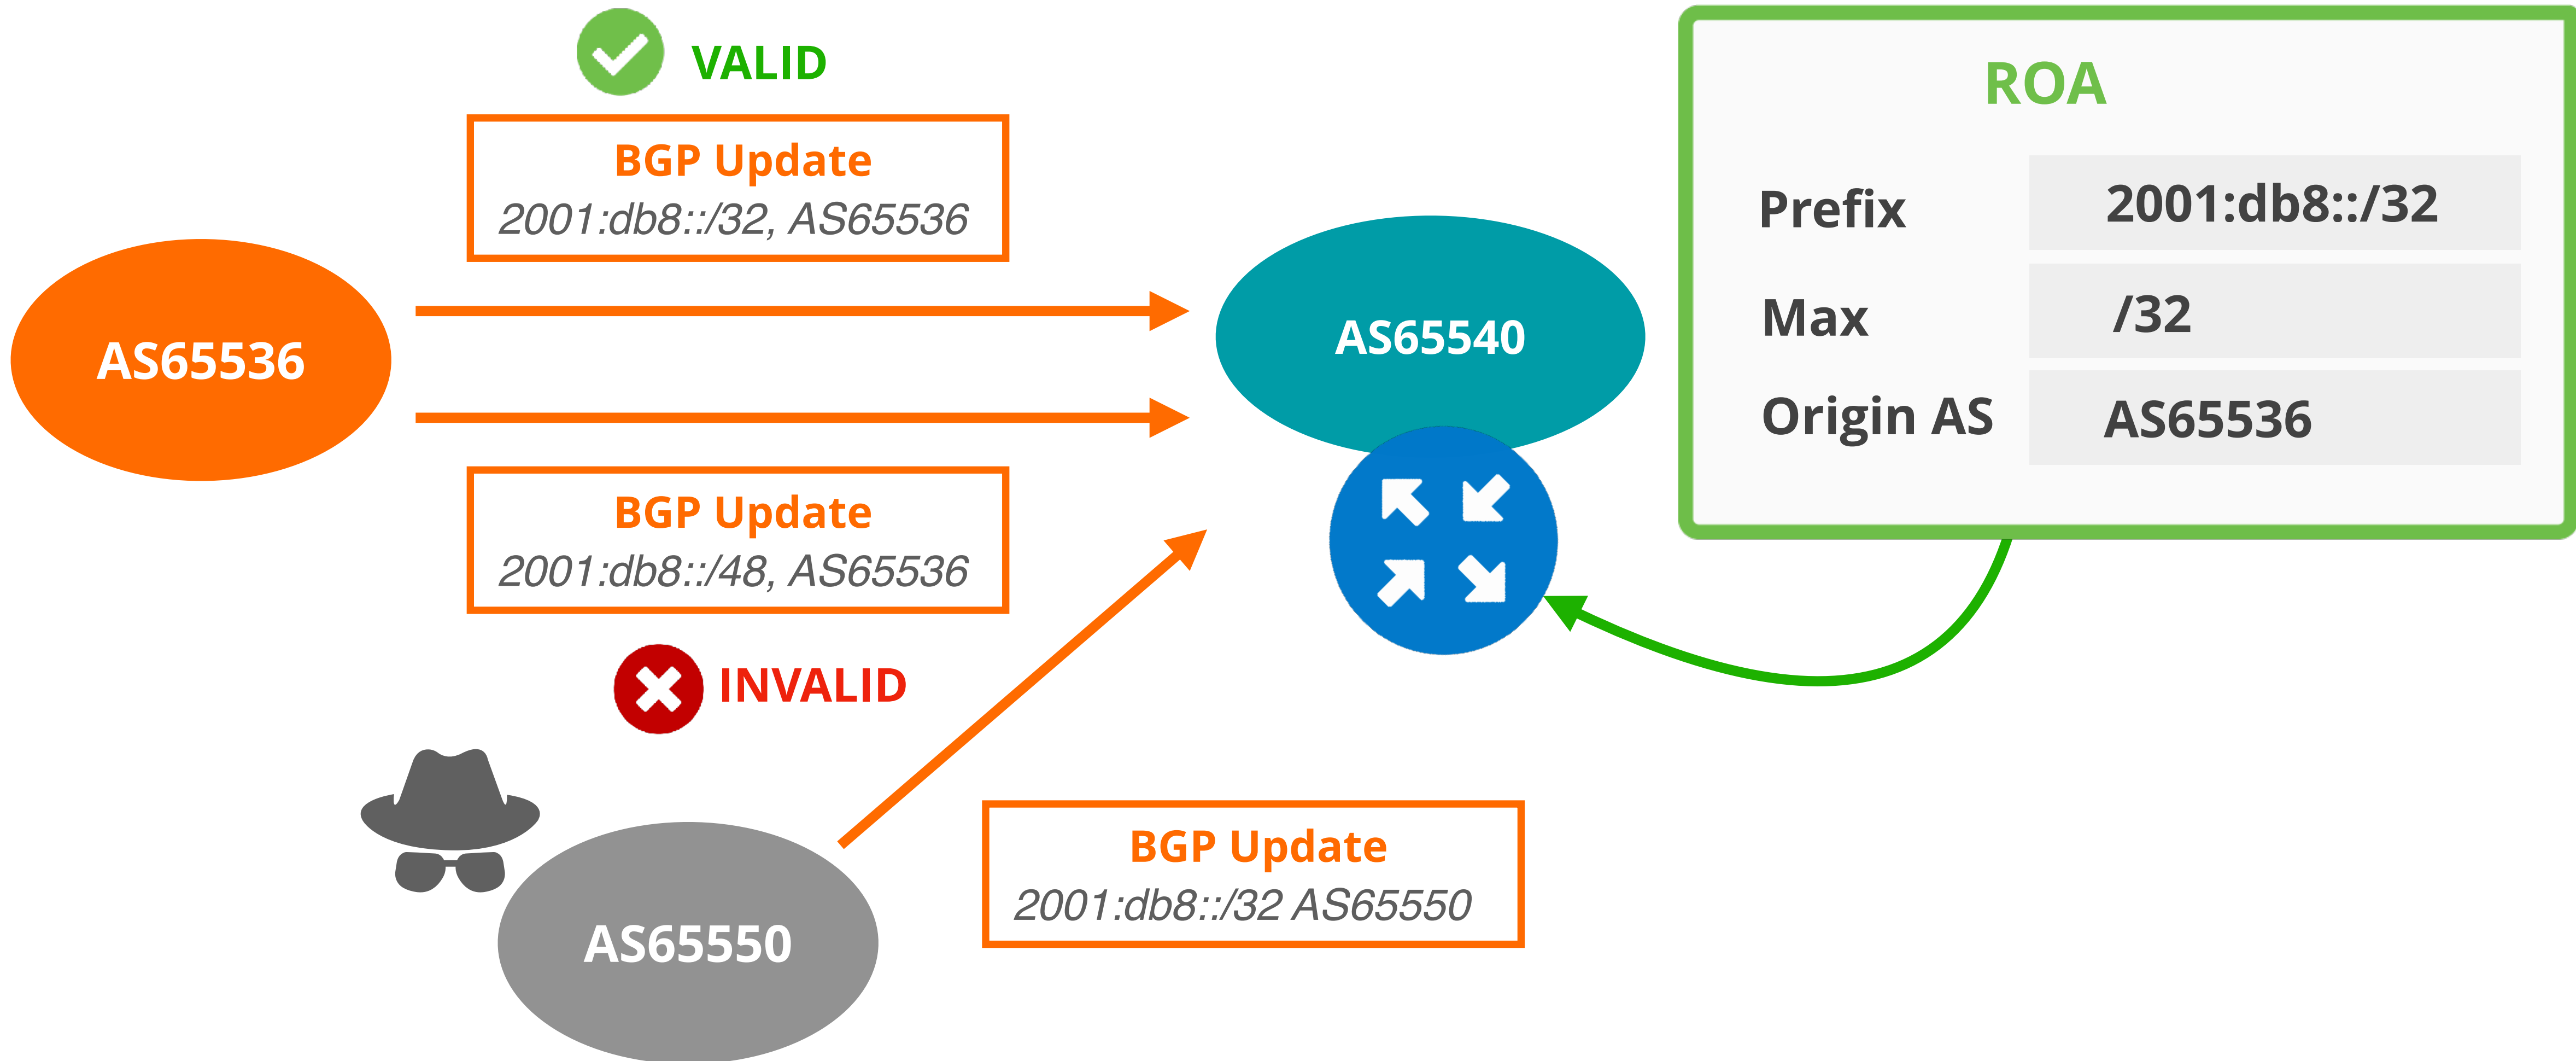 VALID
BGP Update
2001:db8::/32, AS65536
AS65536
BGP Update
2001:db8::/48, AS65536
INVALID
AS65550
BGP Update
2001:db8::/32 AS65550
AS65540
ROA
Prefix 2001:db8::/32
Max /32
Origin AS AS65536